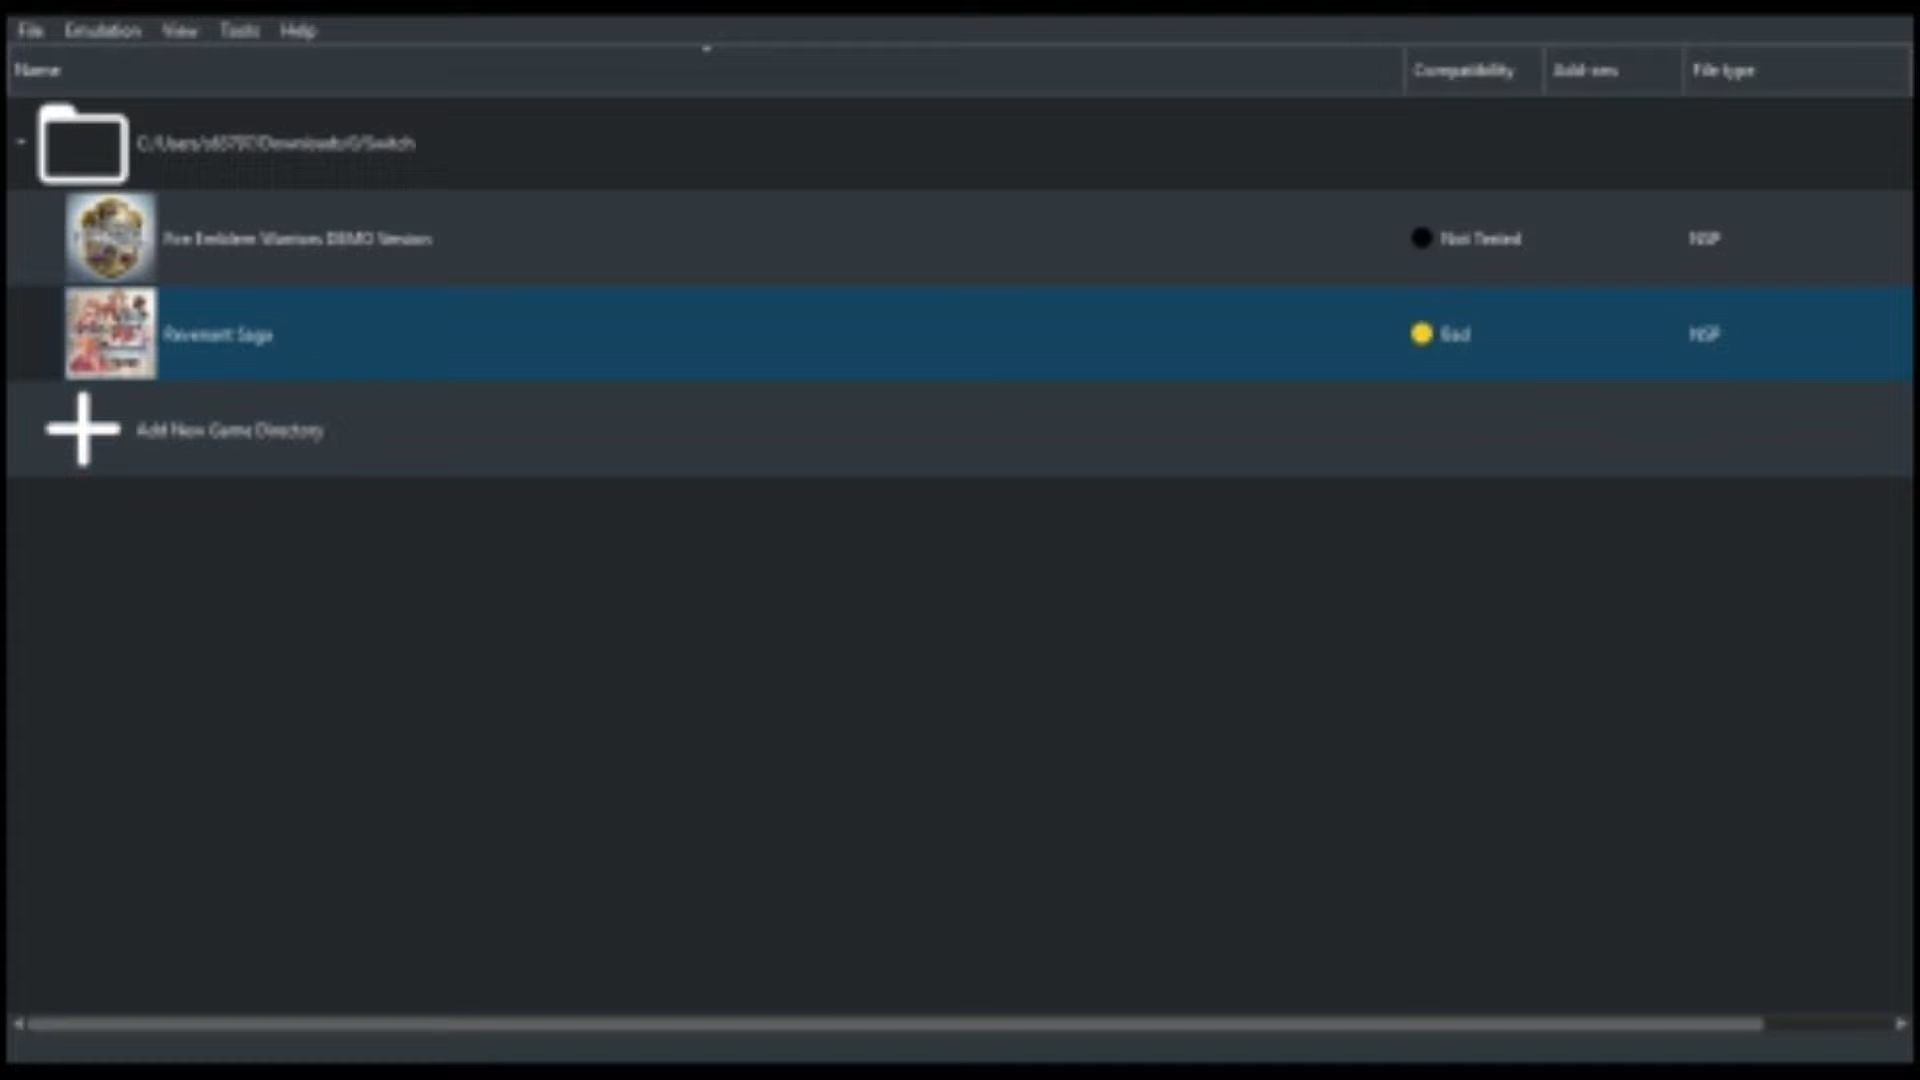 File Emulation View Tools Help
Name Compatibility Add-ons File type
Fire Emblem Warriors DEMO Version Not Tested NSP
Revenant Saga Bad NSP
Add New Game Directory